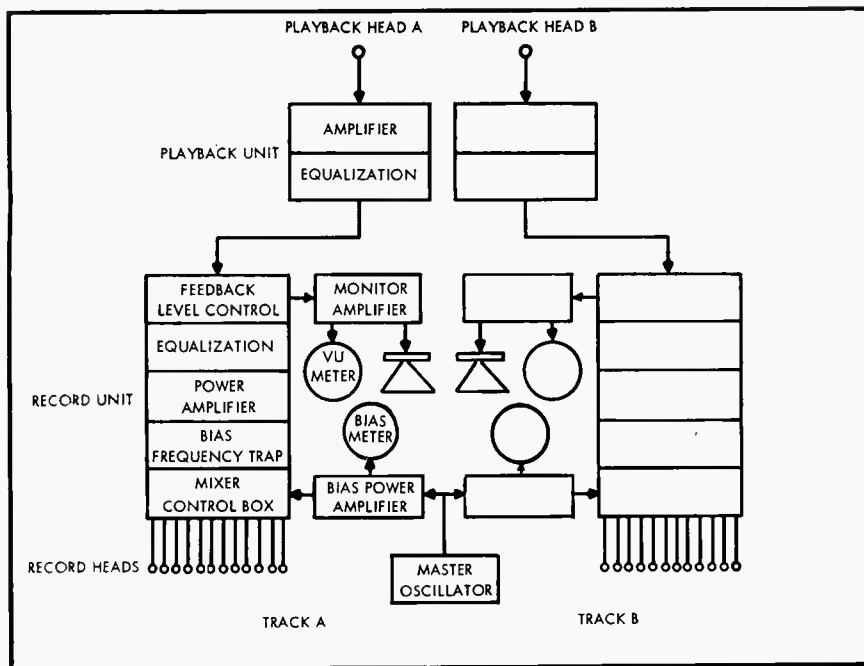 PLAYBACK HEAD A
PLAYBACK HEAD B
AMPLIFIER
PLAYBACK UNIT
EQUALIZATION
FEEDBACK
LEVEL CONTROL
MONITOR
AMPLIFIER
EQUALIZATION
VU
METER
RECORD UNIT
POWER
AMPLIFIER
BIAS
METER
BIAS
FREQUENCY TRAP
MIXER
CONTROL BOX
BIAS POWER
AMPLIFIER
RECORD HEADS
MASTER
OSCILLATOR
TRACK A
TRACK B